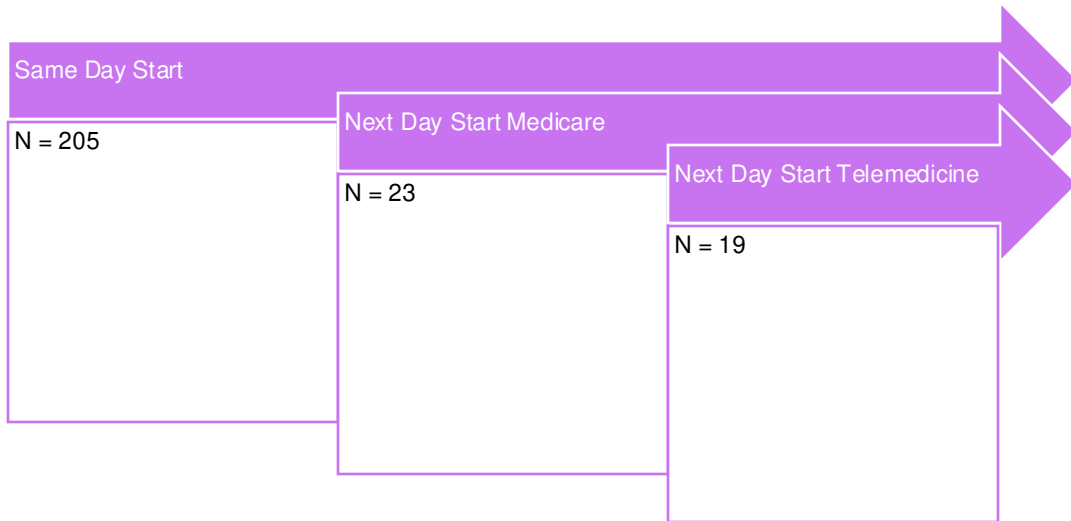 Same Day Start
N = 205
Next Day Start Medicare
N = 23
Next Day Start Telemedicine
N = 19